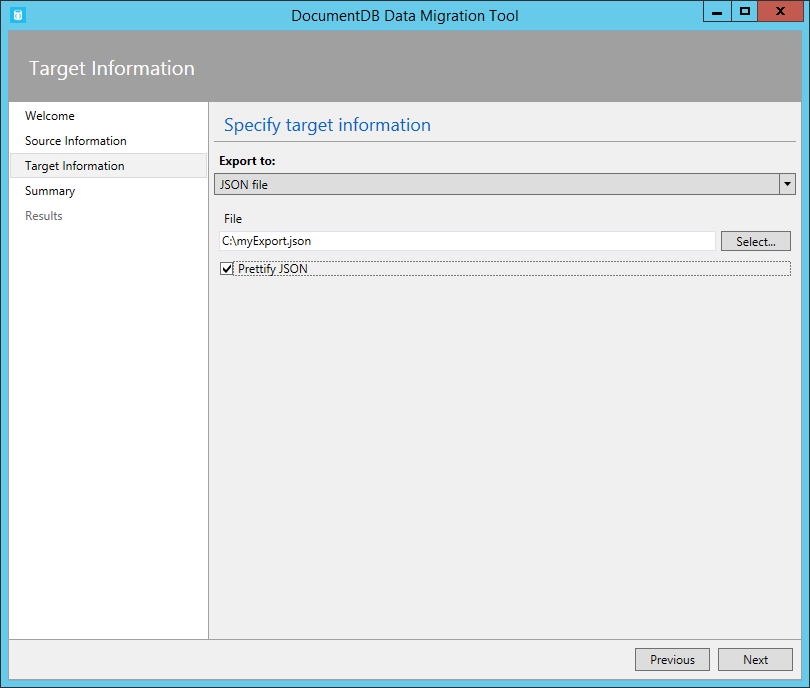 DocumentDB Data Migration Tool
Target Information
Welcome
Source Information
Target Information
Summary
Results
Specify target information
Export to:
JSON file
File
C:\myExport.json
Select...
Prettify JSON
Previous
Next